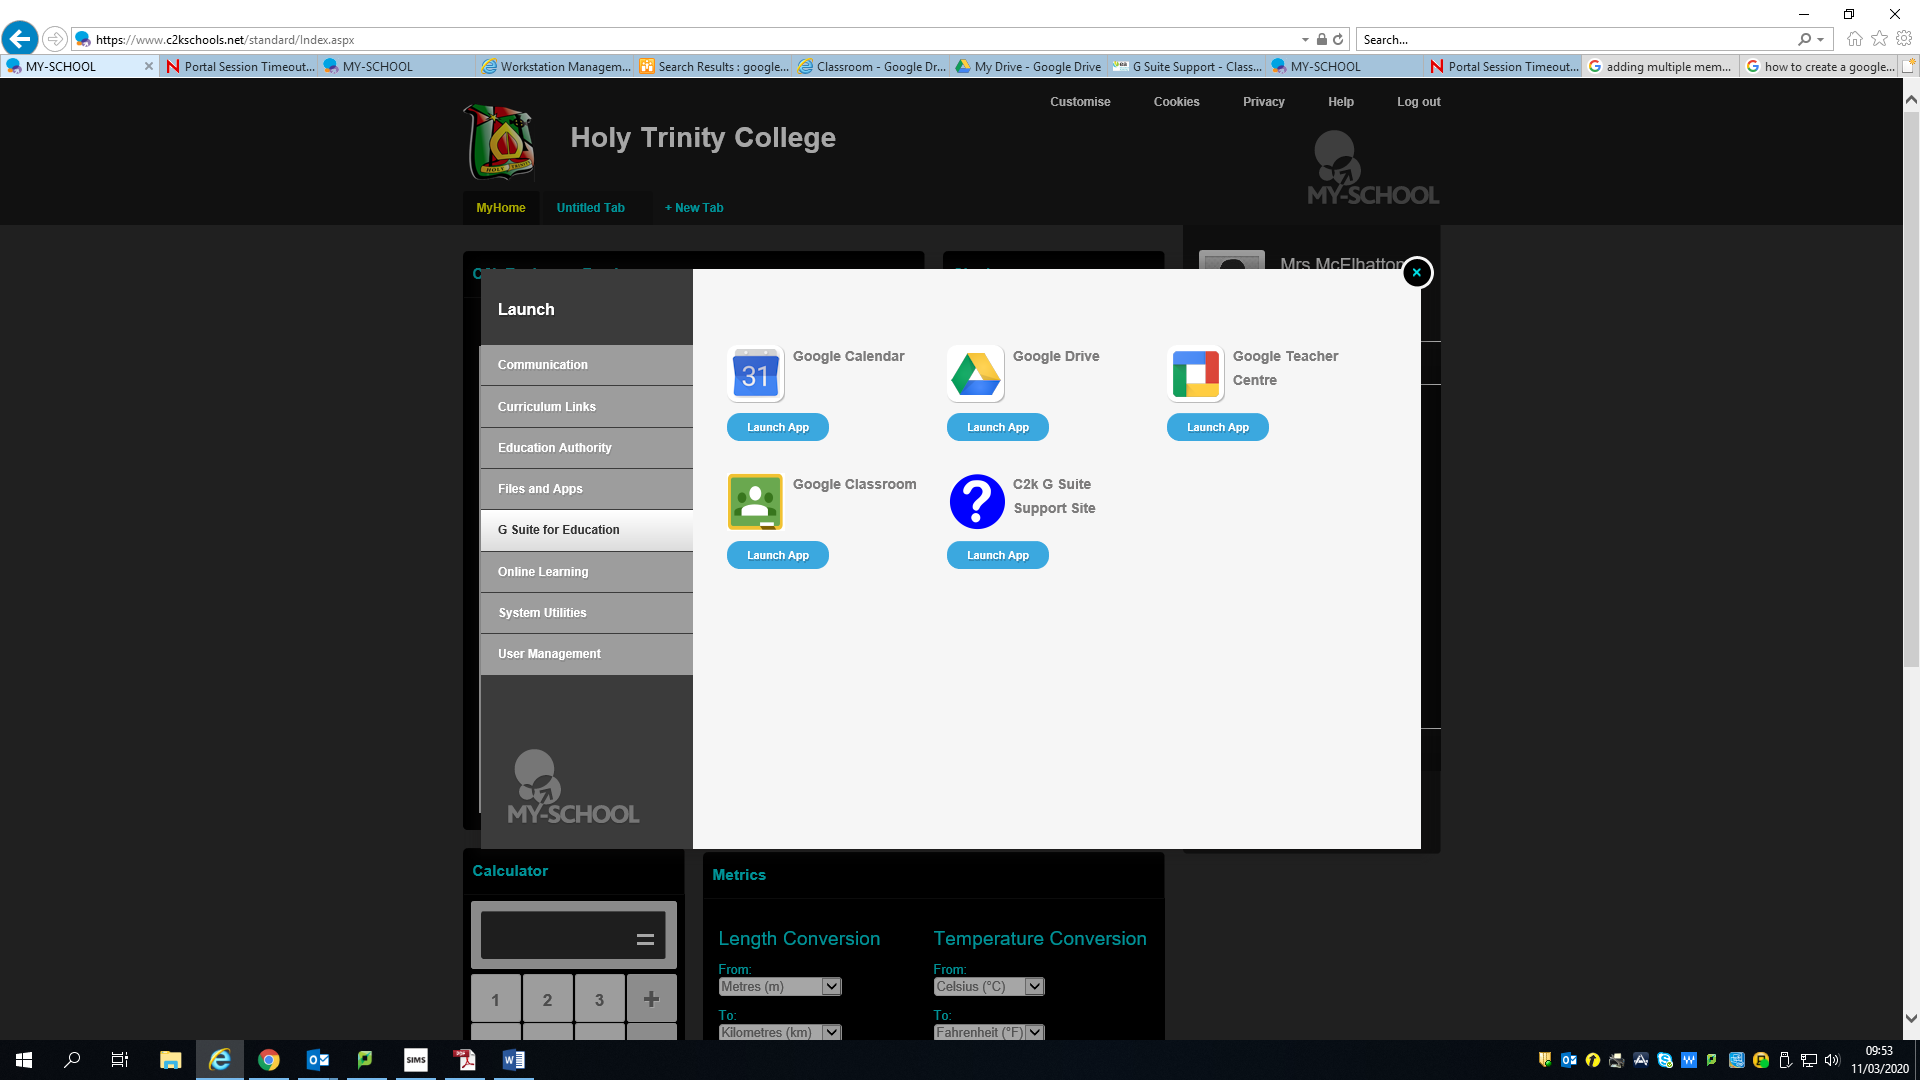 https://www.c2kschools.net/standard/Index.aspx
Search...
MY-SCHOOL
Portal Session Timeout...
MY-SCHOOL
Workstation Managem...
Search Results : google...
Classroom - Google Dr...
My Drive - Google Drive
G Suite Support - Class...
MY-SCHOOL
Portal Session Timeout...
adding multiple mem...
how to create a google...
Customise
Cookies
Privacy
Help
Log out
Holy Trinity College
MY-SCHOOL
MyHome
Untitled Tab
+ New Tab
Mrs McElhatton
Launch
Communication
Curriculum Links
Education Authority
Files and Apps
G Suite for Education
Online Learning
System Utilities
User Management
MY-SCHOOL
31
Google Calendar
Launch App
Google Drive
Launch App
Google Teacher
Centre
Launch App
Google Classroom
Launch App
?
C2k G Suite
Support Site
Launch App
Calculator
=
1 2 3 +
Metrics
Length Conversion
From:
Metres (m)
To:
Kilometres (km)
Temperature Conversion
From:
Celsius (°C)
To:
Fahrenheit (°F)
SIMS
09:53
11/03/2020